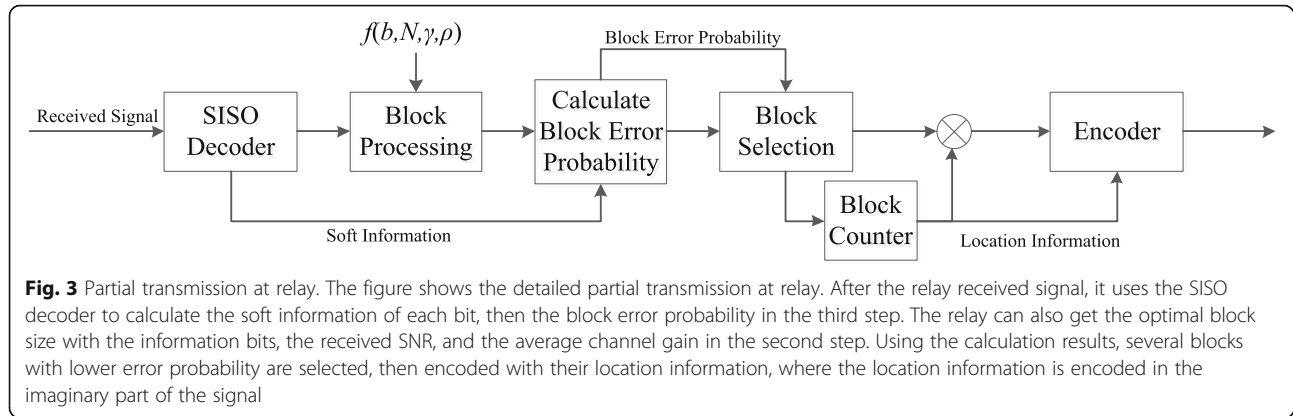 f(b,N,γ,ρ)
Block Error Probability
Received Signal
SISO
Decoder
Block
Processing
Calculate
Block Error
Probability
Block
Selection
Encoder
Block
Counter
Soft Information
Location Information
Fig. 3 Partial transmission at relay. The figure shows the detailed partial transmission at relay. After the relay received signal, it uses the SISO
decoder to calculate the soft information of each bit, then the block error probability in the third step. The relay can also get the optimal block
size with the information bits, the received SNR, and the average channel gain in the second step. Using the calculation results, several blocks
with lower error probability are selected, then encoded with their location information, where the location information is encoded in the
imaginary part of the signal